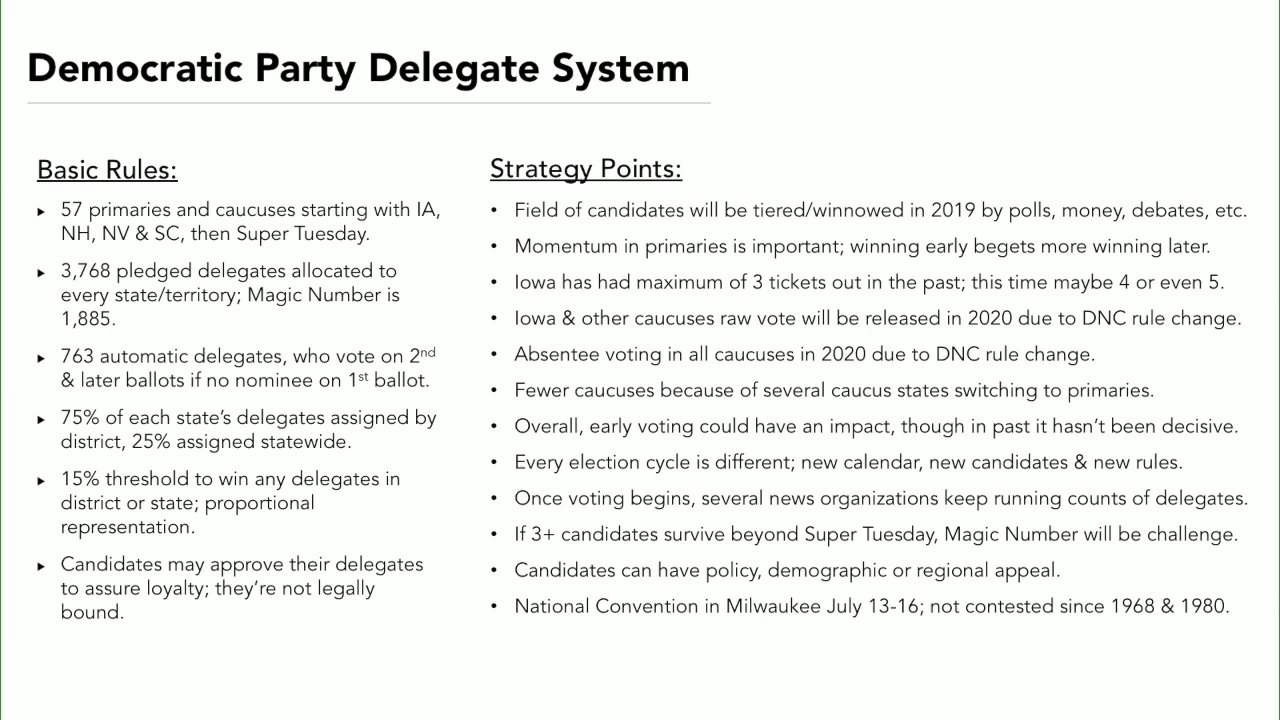 Democratic Party Delegate System
Basic Rules:
▸ 57 primaries and caucuses starting with IA,
NH, NV & SC, then Super Tuesday.
▸ 3,768 pledged delegates allocated to
every state/territory; Magic Number is
1,885.
▸ 763 automatic delegates, who vote on 2nd
& later ballots if no nominee on 1st ballot.
▸ 75% of each state’s delegates assigned by
district, 25% assigned statewide.
▸ 15% threshold to win any delegates in
district or state; proportional
representation.
▸ Candidates may approve their delegates
to assure loyalty; they’re not legally
bound.
Strategy Points:
• Field of candidates will be tiered/winnowed in 2019 by polls, money, debates, etc.
• Momentum in primaries is important; winning early begets more winning later.
• Iowa has had maximum of 3 tickets out in the past; this time maybe 4 or even 5.
• Iowa & other caucuses raw vote will be released in 2020 due to DNC rule change.
• Absentee voting in all caucuses in 2020 due to DNC rule change.
• Fewer caucuses because of several caucus states switching to primaries.
• Overall, early voting could have an impact, though in past it hasn’t been decisive.
• Every election cycle is different; new calendar, new candidates & new rules.
• Once voting begins, several news organizations keep running counts of delegates.
• If 3+ candidates survive beyond Super Tuesday, Magic Number will be challenge.
• Candidates can have policy, demographic or regional appeal.
• National Convention in Milwaukee July 13-16; not contested since 1968 & 1980.